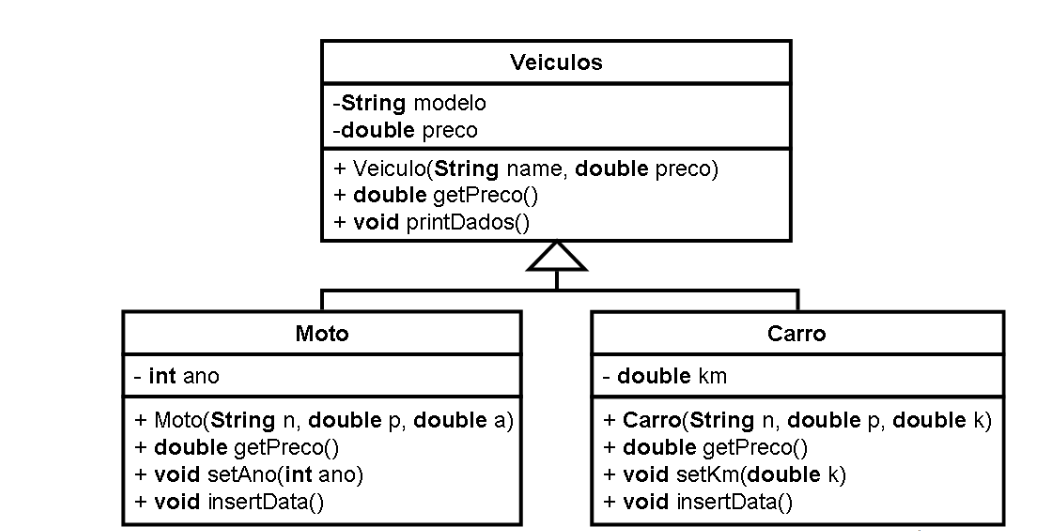 Veiculos
-String modelo
-double preco
+ Veiculo(String name, double preco)
+ double getPreco()
+ void printDados()
Moto
- int ano
+ Moto(String n, double p, double a)
+ double getPreco()
+ void setAno(int ano)
+ void insertData()
Carro
- double km
+ Carro(String n, double p, double k)
+ double getPreco()
+ void setKm(double k)
+ void insertData()